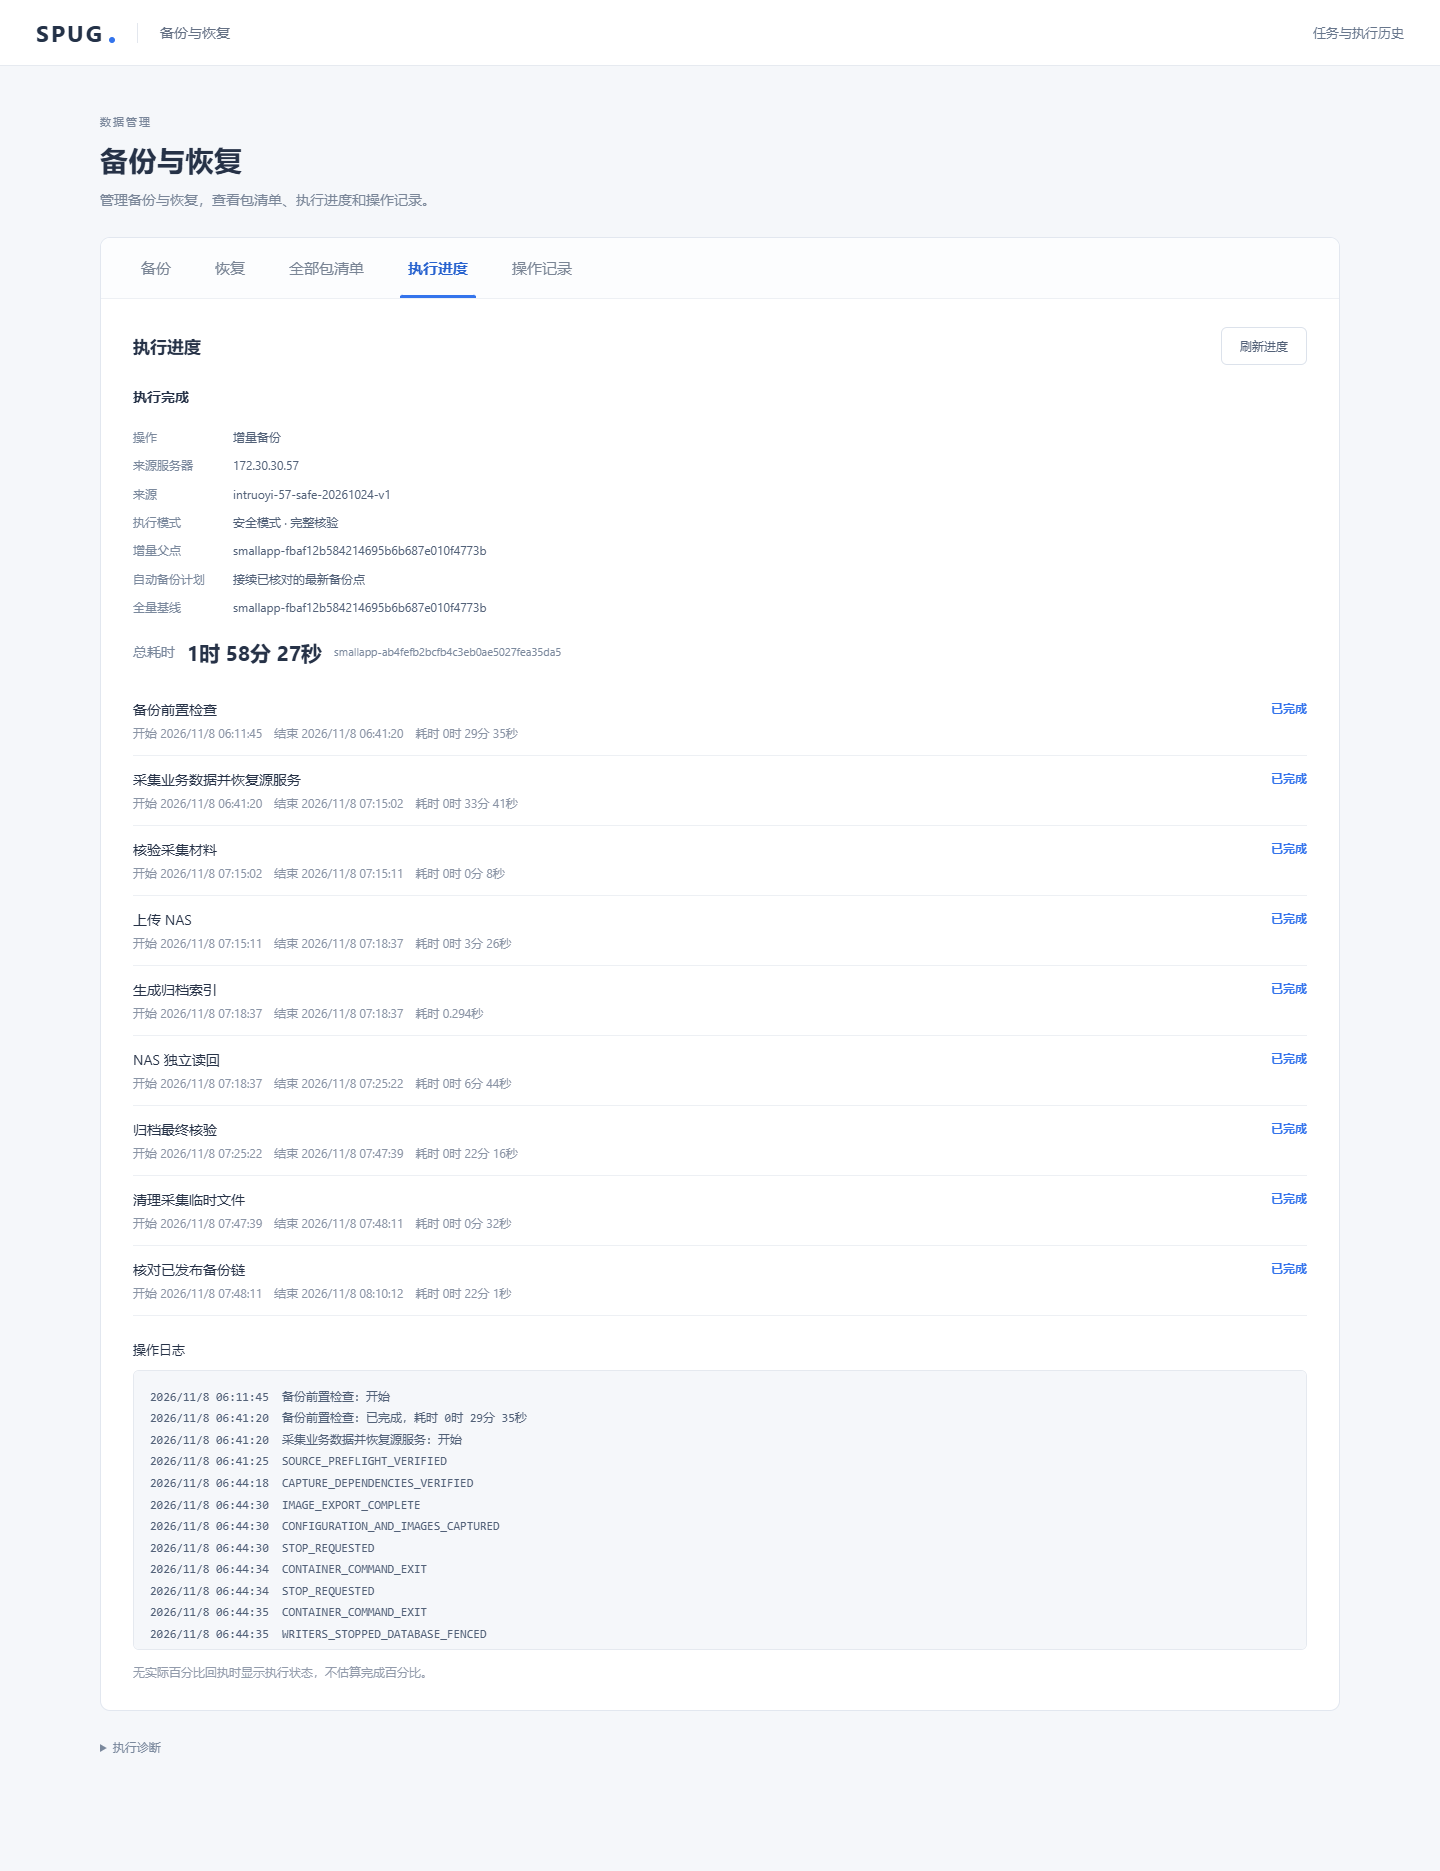 SPUG.
备份与恢复
任务与执行历史
数据管理
备份与恢复
管理备份与恢复，查看包清单、执行进度和操作记录。
备份 恢复 全部包清单 执行进度 操作记录
执行进度
刷新进度
执行完成
操作 增量备份
来源服务器 172.30.30.57
来源 intruoyi-57-safe-20261024-v1
执行模式 安全模式 · 完整核验
增量父点 smallapp-fbaf12b584214695b6b687e010f4773b
自动备份计划 接续已核对的最新备份点
全量基线 smallapp-fbaf12b584214695b6b687e010f4773b
总耗时 1时 58分 27秒 smallapp-ab4fefb2bcfb4c3eb0ae5027fea35da5
备份前置检查 已完成
开始 2026/11/8 06:11:45 结束 2026/11/8 06:41:20 耗时 0时 29分 35秒
采集业务数据并恢复源服务 已完成
开始 2026/11/8 06:41:20 结束 2026/11/8 07:15:02 耗时 0时 33分 41秒
核验采集材料 已完成
开始 2026/11/8 07:15:02 结束 2026/11/8 07:15:11 耗时 0时 0分 8秒
上传 NAS 已完成
开始 2026/11/8 07:15:11 结束 2026/11/8 07:18:37 耗时 0时 3分 26秒
生成归档索引 已完成
开始 2026/11/8 07:18:37 结束 2026/11/8 07:18:37 耗时 0.294秒
NAS 独立读回 已完成
开始 2026/11/8 07:18:37 结束 2026/11/8 07:25:22 耗时 0时 6分 44秒
归档最终核验 已完成
开始 2026/11/8 07:25:22 结束 2026/11/8 07:47:39 耗时 0时 22分 16秒
清理采集临时文件 已完成
开始 2026/11/8 07:47:39 结束 2026/11/8 07:48:11 耗时 0时 0分 32秒
核对已发布备份链 已完成
开始 2026/11/8 07:48:11 结束 2026/11/8 08:10:12 耗时 0时 22分 1秒
操作日志
2026/11/8 06:11:45 备份前置检查：开始
2026/11/8 06:41:20 备份前置检查：已完成，耗时 0时 29分 35秒
2026/11/8 06:41:20 采集业务数据并恢复源服务：开始
2026/11/8 06:41:25 SOURCE_PREFLIGHT_VERIFIED
2026/11/8 06:44:18 CAPTURE_DEPENDENCIES_VERIFIED
2026/11/8 06:44:30 IMAGE_EXPORT_COMPLETE
2026/11/8 06:44:30 CONFIGURATION_AND_IMAGES_CAPTURED
2026/11/8 06:44:30 STOP_REQUESTED
2026/11/8 06:44:34 CONTAINER_COMMAND_EXIT
2026/11/8 06:44:34 STOP_REQUESTED
2026/11/8 06:44:35 CONTAINER_COMMAND_EXIT
2026/11/8 06:44:35 WRITERS_STOPPED_DATABASE_FENCED
无实际百分比回执时显示执行状态，不估算完成百分比。
▶ 执行诊断